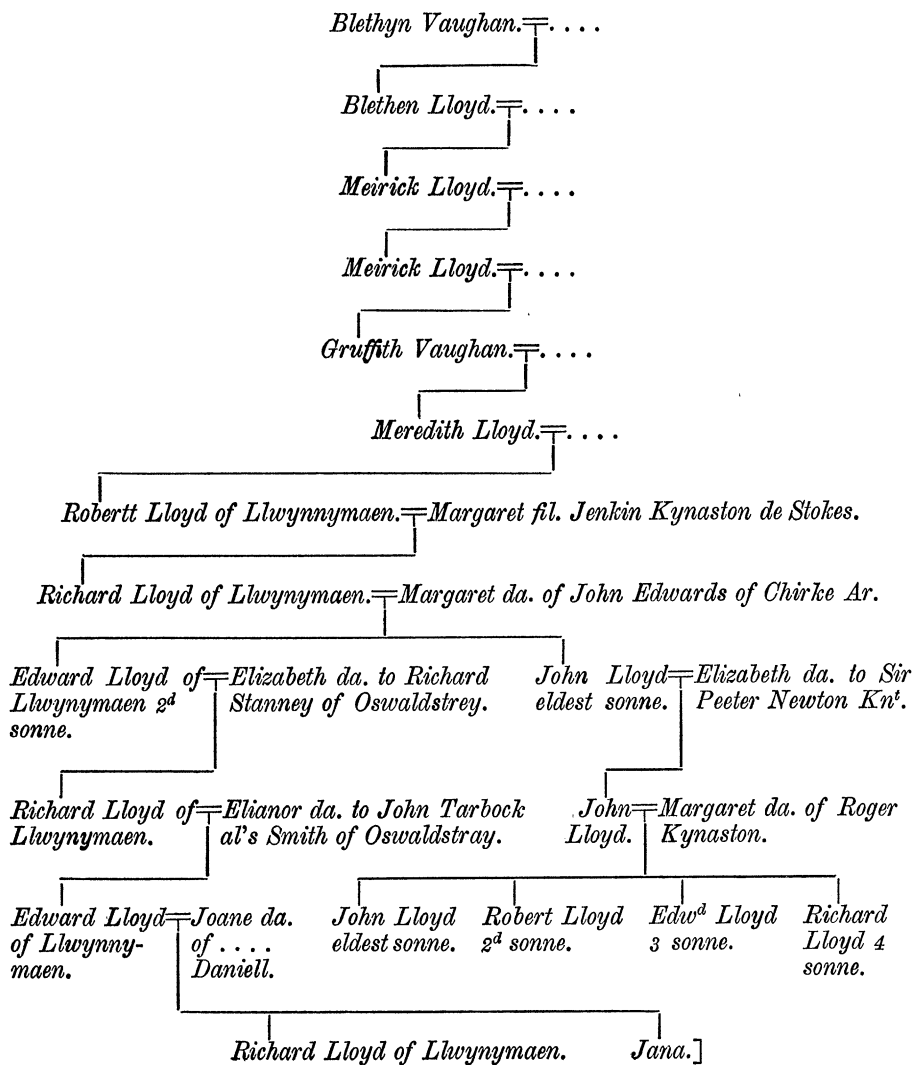 Blethyn Vaughan.=. . . .
Blethen Lloyd.=. . . .
Meirick Lloyd.=. . . .
Meirick Lloyd.=. . . .
Gruffith Vaughan.=. . . .
Meredith Lloyd.=. . . .
Robertt Lloyd of Llwynnymaen.=Margaret fil. Jenkin Kynaston de Stokes.
Richard Lloyd of Llwynymaen.=Margaret da. of John Edwards of Chirke Ar.
Edward Lloyd of=Elizabeth da. to Richard
Llwynymaen 2d Stanney of Oswaldstrey.
sonne.
John Lloyd=Elizabeth da. to Sir
eldest sonne. Peeter Newton Knt.
Richard Lloyd of=Elianor da. to John Tarbock
Llwynymaen. al's Smith of Oswaldstray.
John=Margaret da. of Roger
Lloyd. Kynaston.
Edward Lloyd=Joane da.
of Llwynny- of . . . .
maen. Daniell.
John Lloyd
eldest sonne.
Robert Lloyd
2d sonne.
Edwd Lloyd
3 sonne.
Richard
Lloyd 4
sonne.
Richard Lloyd of Llwynymaen. Jana.]